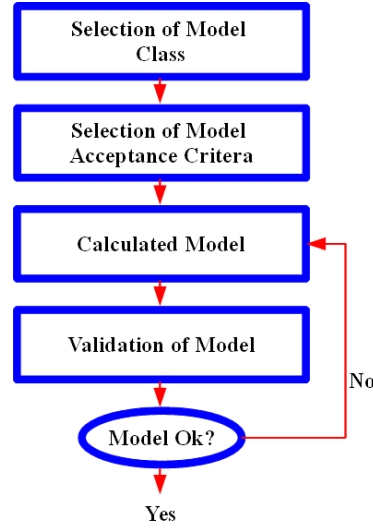 Selection of Model
Class
Selection of Model
Acceptance Critera
Calculated Model
Validation of Model
No
Model Ok?
Yes